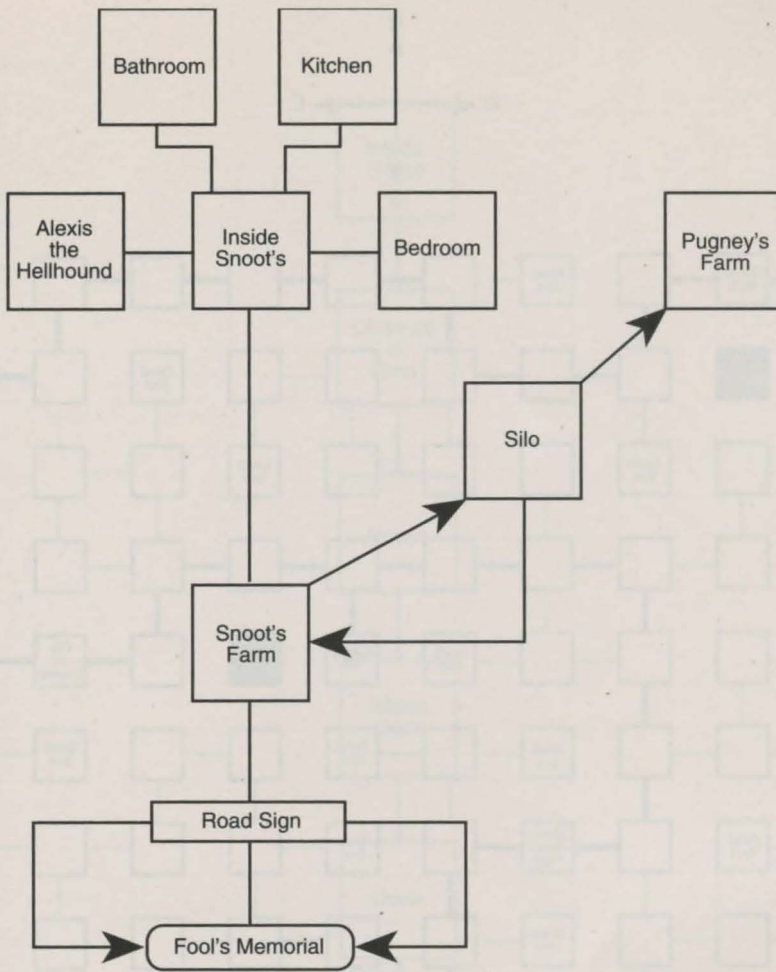 Bathroom
Kitchen
Alexis
the
Hellhound
Inside
Snoot's
Bedroom
Pugney's
Farm
Silo
Snoot's
Farm
Road Sign
Fool's Memorial